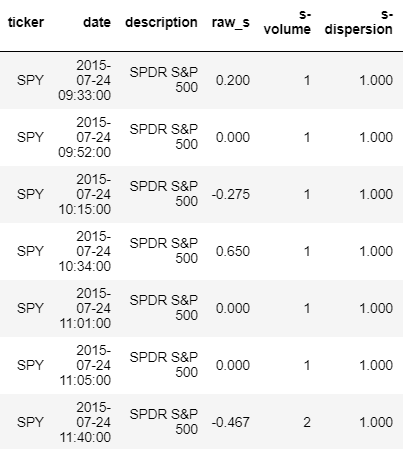 ticker date description raw_s s-volume s-dispersion
SPY 2015-07-24 09:33:00 SPDR S&P 500 0.200 1 1.000
SPY 2015-07-24 09:52:00 SPDR S&P 500 0.000 1 1.000
SPY 2015-07-24 10:15:00 SPDR S&P 500 -0.275 1 1.000
SPY 2015-07-24 10:34:00 SPDR S&P 500 0.650 1 1.000
SPY 2015-07-24 11:01:00 SPDR S&P 500 0.000 1 1.000
SPY 2015-07-24 11:05:00 SPDR S&P 500 0.000 1 1.000
SPY 2015-07-24 11:40:00 SPDR S&P 500 -0.467 2 1.000